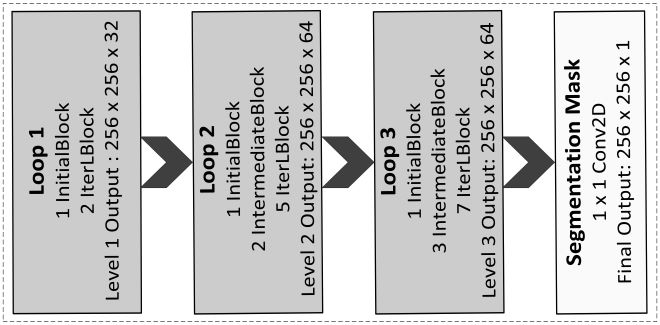 Loop 1
1 InitialBlock
2 IterLBlock
Level 1 Output : 256 x 256 x 32
Loop 2
1 InitialBlock
2 IntermediateBlock
5 IterLBlock
Level 2 Output: 256 x 256 x 64
Loop 3
1 InitialBlock
3 IntermediateBlock
7 IterLBlock
Level 3 Output: 256 x 256 x 64
Segmentation Mask
1 x 1 Conv2D
Final Output: 256 x 256 x 1